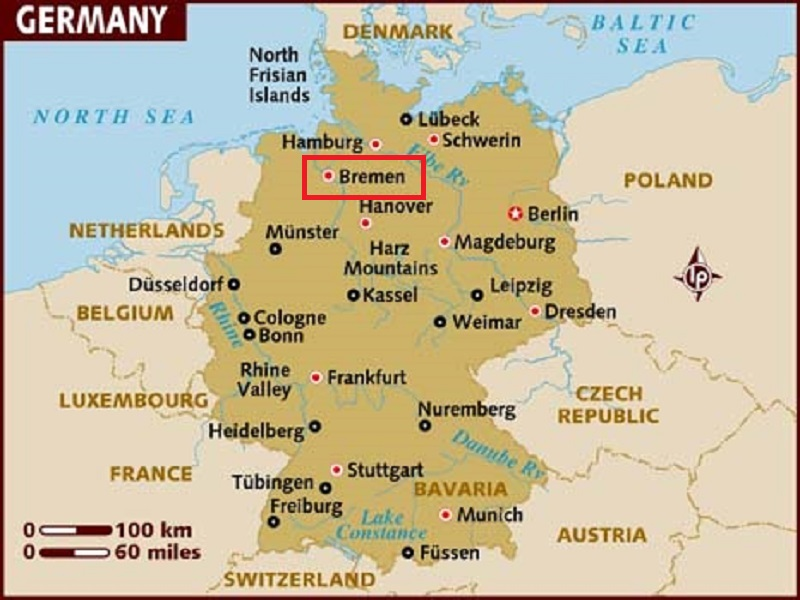 GERMANY
DENMARK
BALTIC
SEA
North
Frisian
Islands
NORTH SEA
Lübeck
Hamburg
Schwerin
Elbe Rv
Bremen
POLAND
Hanover
Berlin
NETHERLANDS
Münster
Magdeburg
Harz
Mountains
LP
Düsseldorf
Kassel
Leipzig
BELGIUM
Rhine
Cologne
Weimar
Dresden
Bonn
Rhine
Valley
Frankfurt
LUXEMBOURG
CZECH
REPUBLIC
Nuremberg
Heidelberg
Danube Rv
FRANCE
Stuttgart
Tübingen
BAVARIA
Freiburg
Lake
Constance
Munich
0 100 km
0 60 miles
AUSTRIA
Füssen
SWITZERLAND